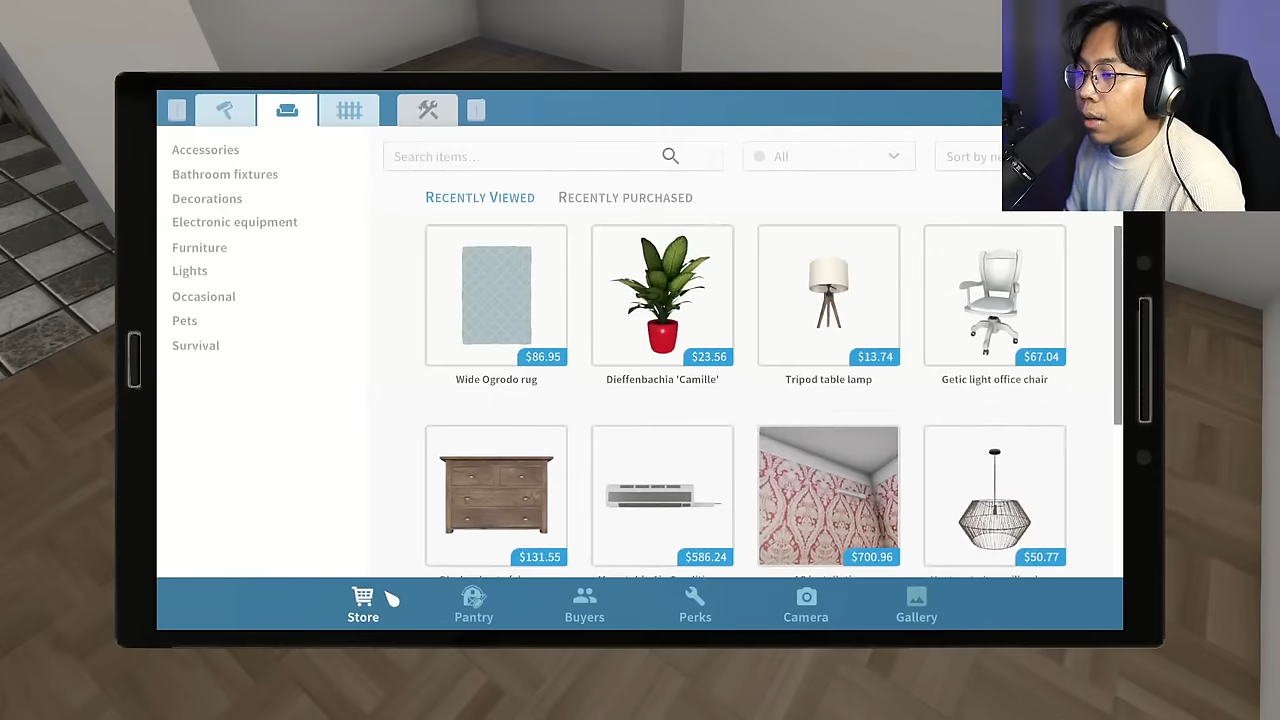 Accessories
Bathroom fixtures
Decorations
Electronic equipment
Furniture
Lights
Occasional
Pets
Survival
Search items...
All
Sort by
RECENTLY VIEWED
RECENTLY PURCHASED
$86.95
$23.56
$13.74
$67.04
Wide Ogrodo rug
Dieffenbachia 'Camille'
Tripod table lamp
Getic light office chair
$131.55
$586.24
$700.96
$50.77
Store
Pantry
Buyers
Perks
Camera
Gallery